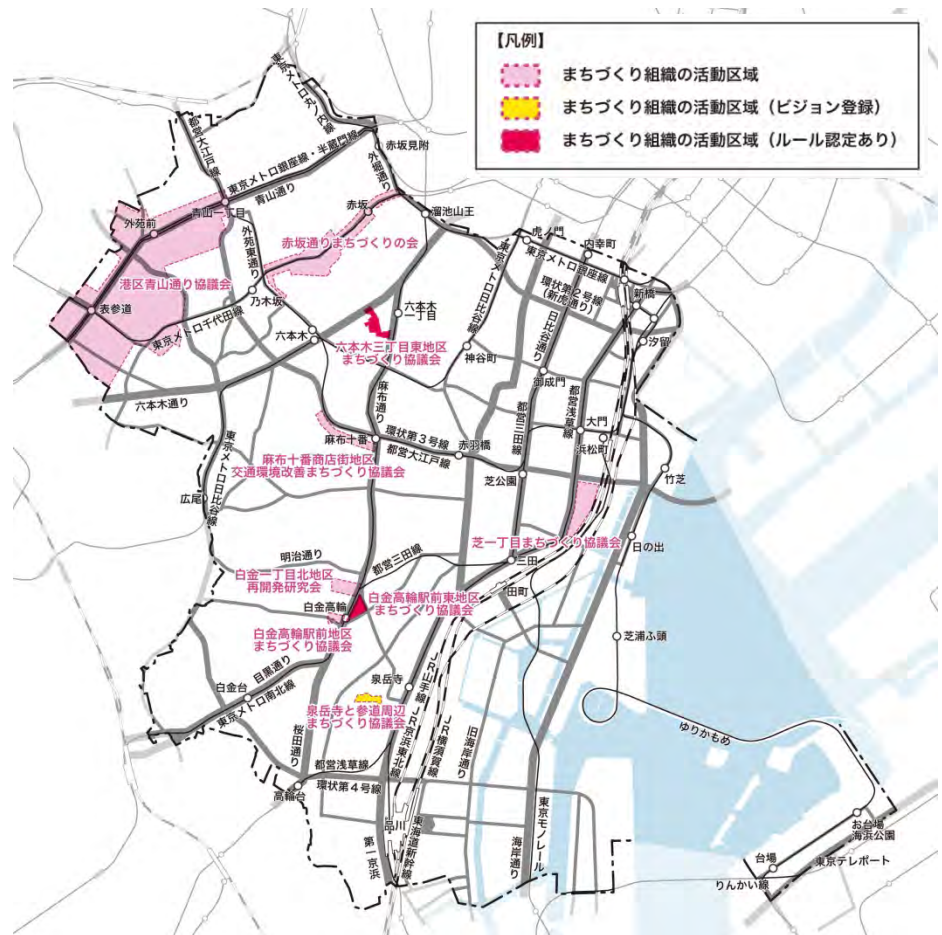 【凡例】
まちづくり組織の活動区域
まちづくり組織の活動区域（ビジョン登録）
まちづくり組織の活動区域（ルール認定あり）
東京メトロ丸ノ内線
都営大江戸線
東京メトロ銀座線・半蔵門線
青山通り
赤坂見附
外堀通り
青山一丁目
外苑前
赤坂
溜池山王
外苑東通り
赤坂通りまちづくりの会
虎ノ門
内幸町
東京メトロ銀座線
新橋
港区青山通り協議会
乃木坂
環状第２号線
（新虎通り）
東京メトロ日比谷線
日比谷通り
表参道
東京メトロ千代田線
六本木
六本木
一丁目
汐留
六本木三丁目東地区
まちづくり協議会
神谷町
御成門
六本木通り
麻布通り
都営三田線
都営浅草線
大門
浜松町
麻布十番
環状第３号線
都営大江戸線
赤羽橋
麻布十番商店街地区
交通環境改善まちづくり協議会
芝公園
竹芝
東京メトロ日比谷線
広尾
芝一丁目まちづくり協議会
日の出
明治通り
都営三田線
三田
白金一丁目北地区
再開発研究会
田町
白金高輪
白金高輪駅前東地区
まちづくり協議会
白金高輪駅前地区
まちづくり協議会
芝浦ふ頭
目黒通り
白金台
東京メトロ南北線
泉岳寺
泉岳寺と参道周辺
まちづくり協議会
ＪＲ山手線
ＪＲ京浜東北線
ＪＲ横須賀線
旧海岸通り
ゆりかもめ
桜田通り
都営浅草線
環状第４号線
高輪台
品川
東海道新幹線
第一京浜
海岸通り
東京モノレール
お台場
海浜公園
台場
東京テレポート
りんかい線